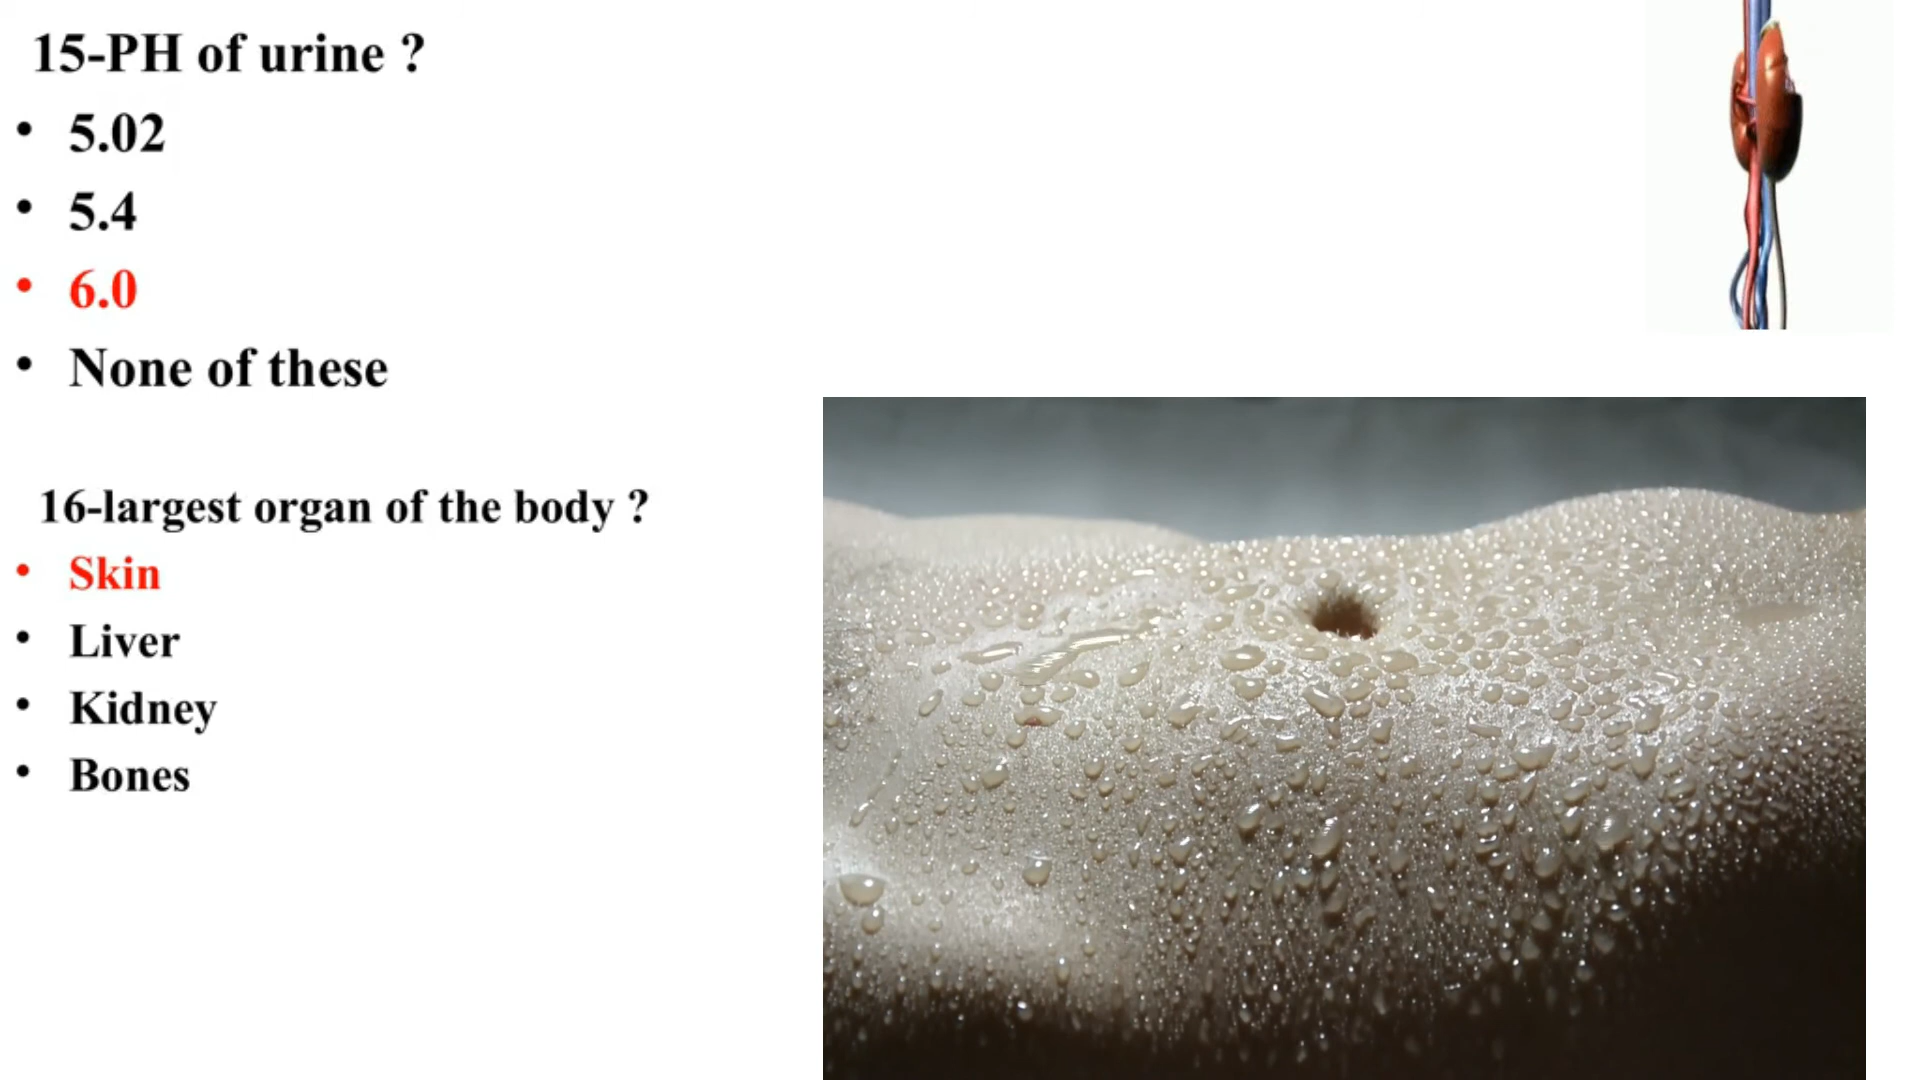 15-PH of urine ?
• 5.02
• 5.4
• 6.0
• None of these
16-largest organ of the body ?
• Skin
• Liver
• Kidney
• Bones